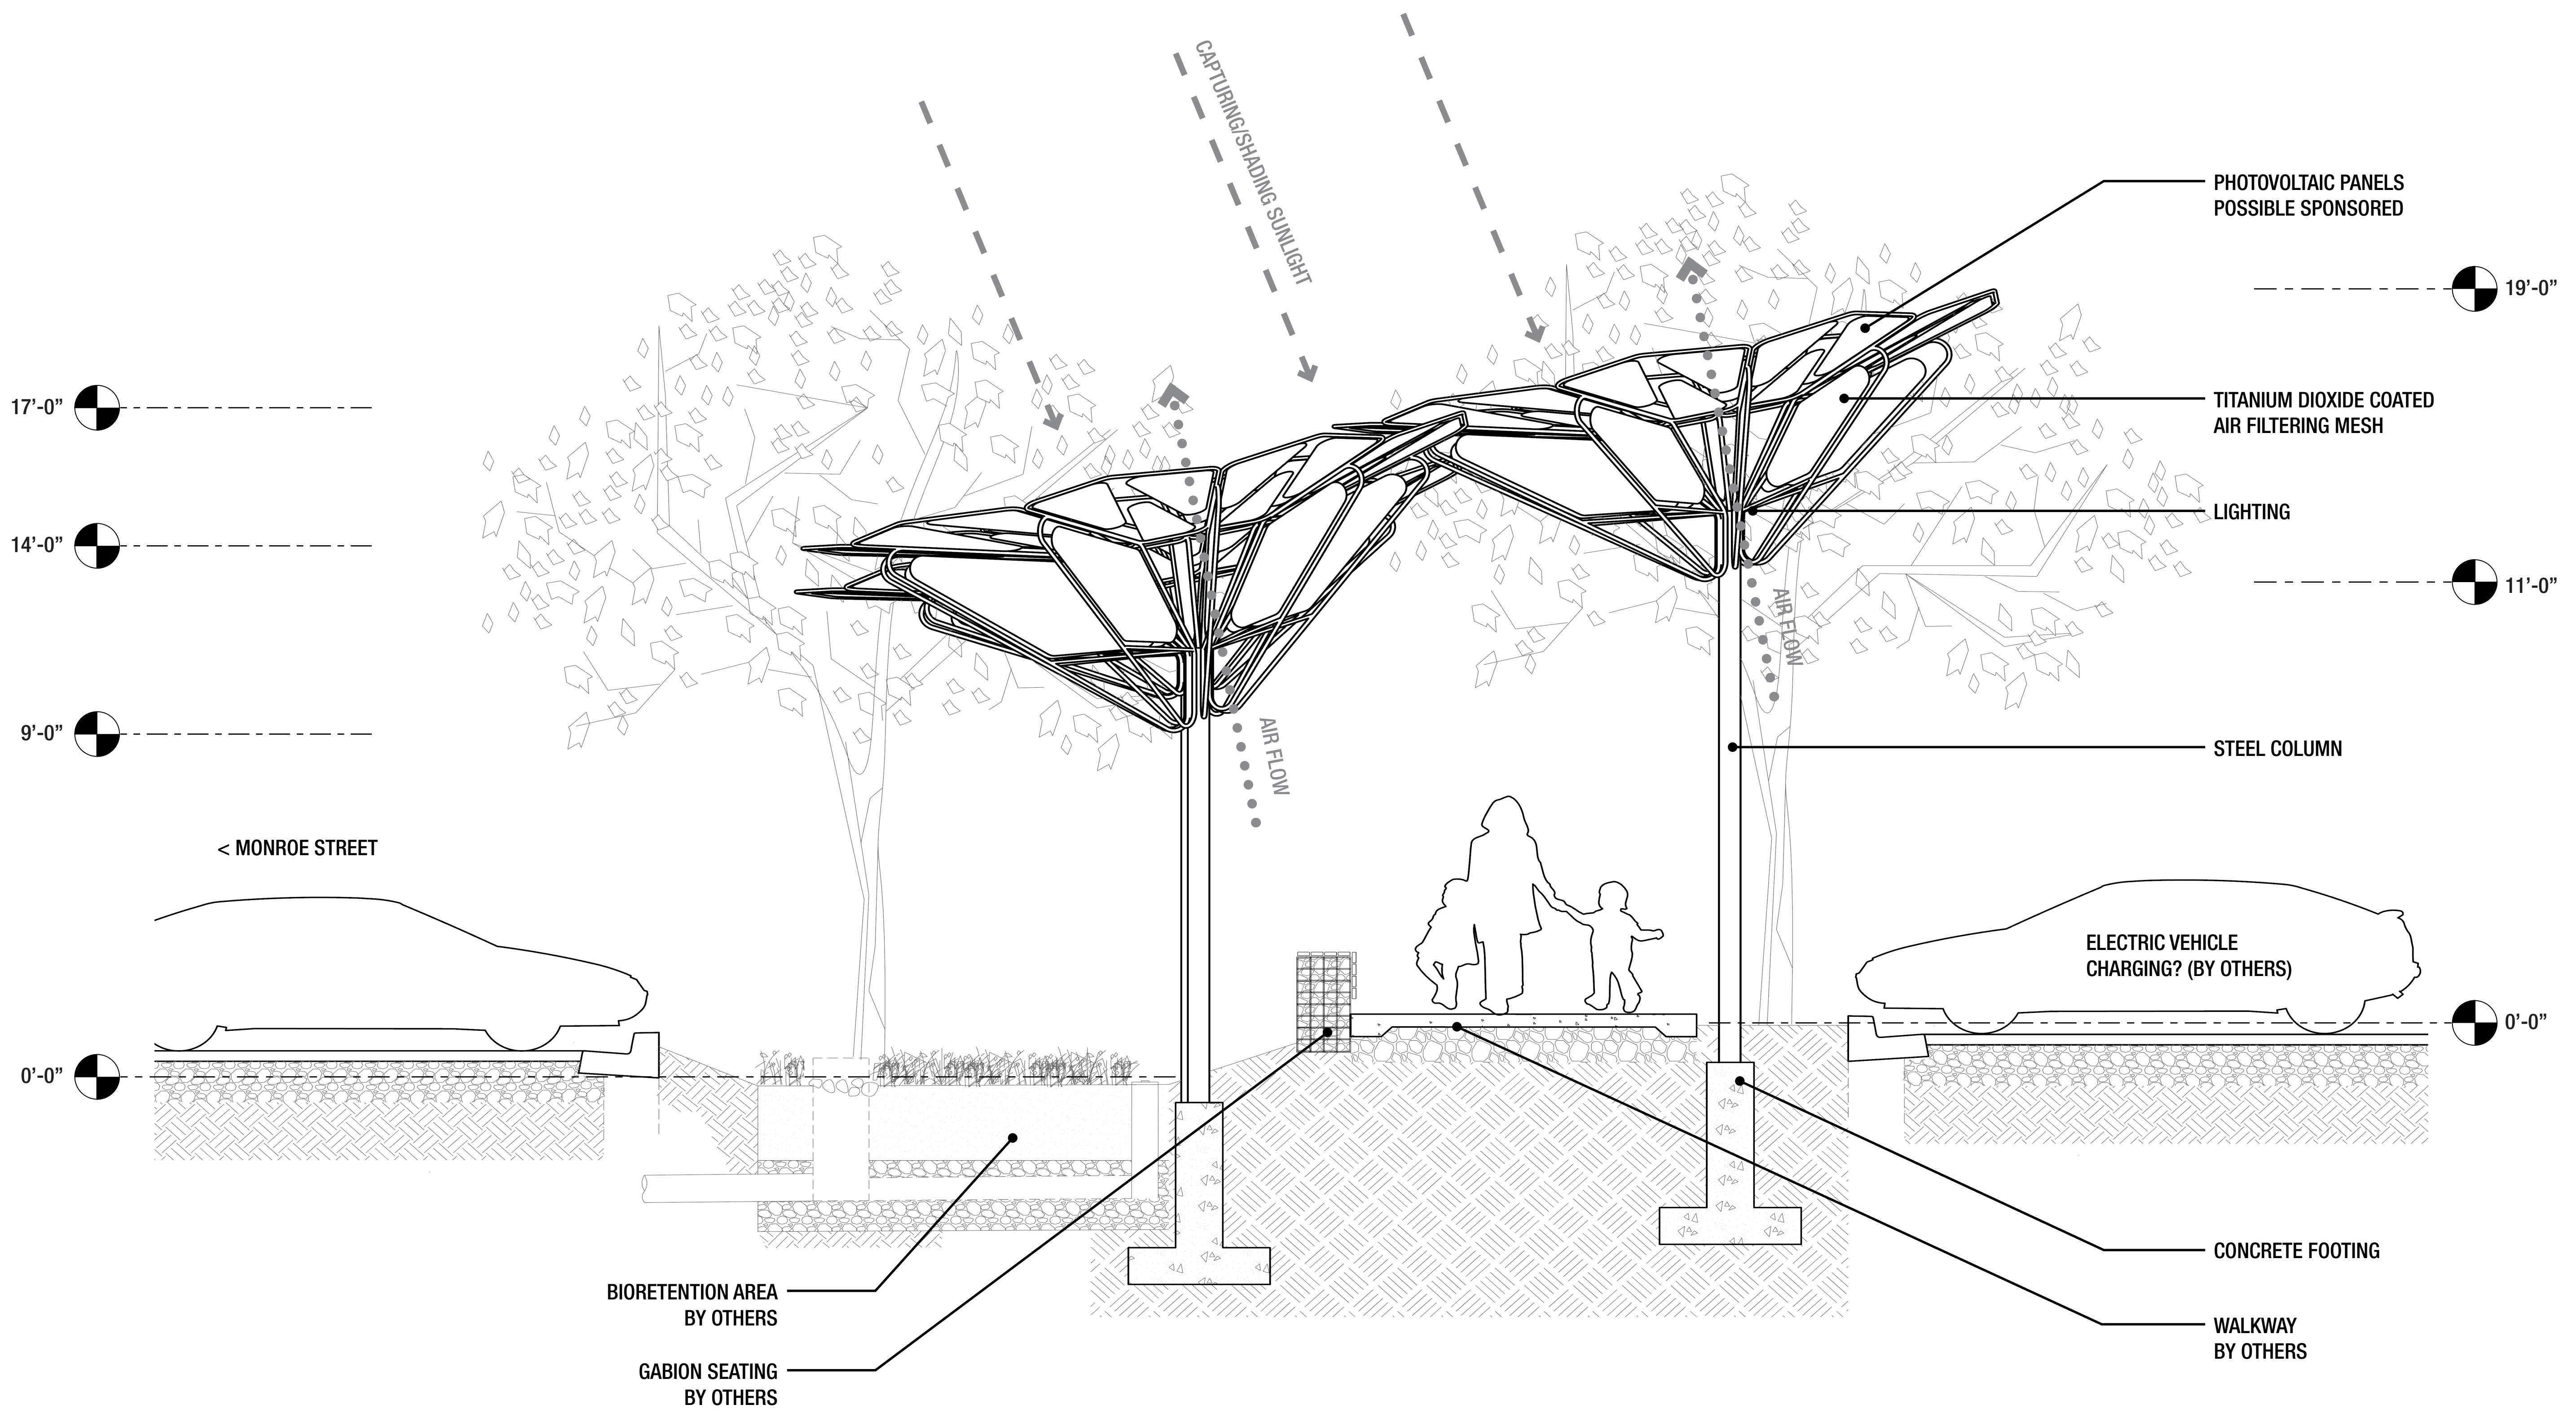 CAPTURING/SHADING SUNLIGHT
PHOTOVOLTAIC PANELS
POSSIBLE SPONSORED
19’-0”
17’-0”
TITANIUM DIOXIDE COATED
AIR FILTERING MESH
LIGHTING
14’-0”
11’-0”
AIR FLOW
9’-0”
AIR FLOW
STEEL COLUMN
< MONROE STREET
ELECTRIC VEHICLE
CHARGING? (BY OTHERS)
0’-0”
0’-0”
CONCRETE FOOTING
BIORETENTION AREA
BY OTHERS
WALKWAY
BY OTHERS
GABION SEATING
BY OTHERS